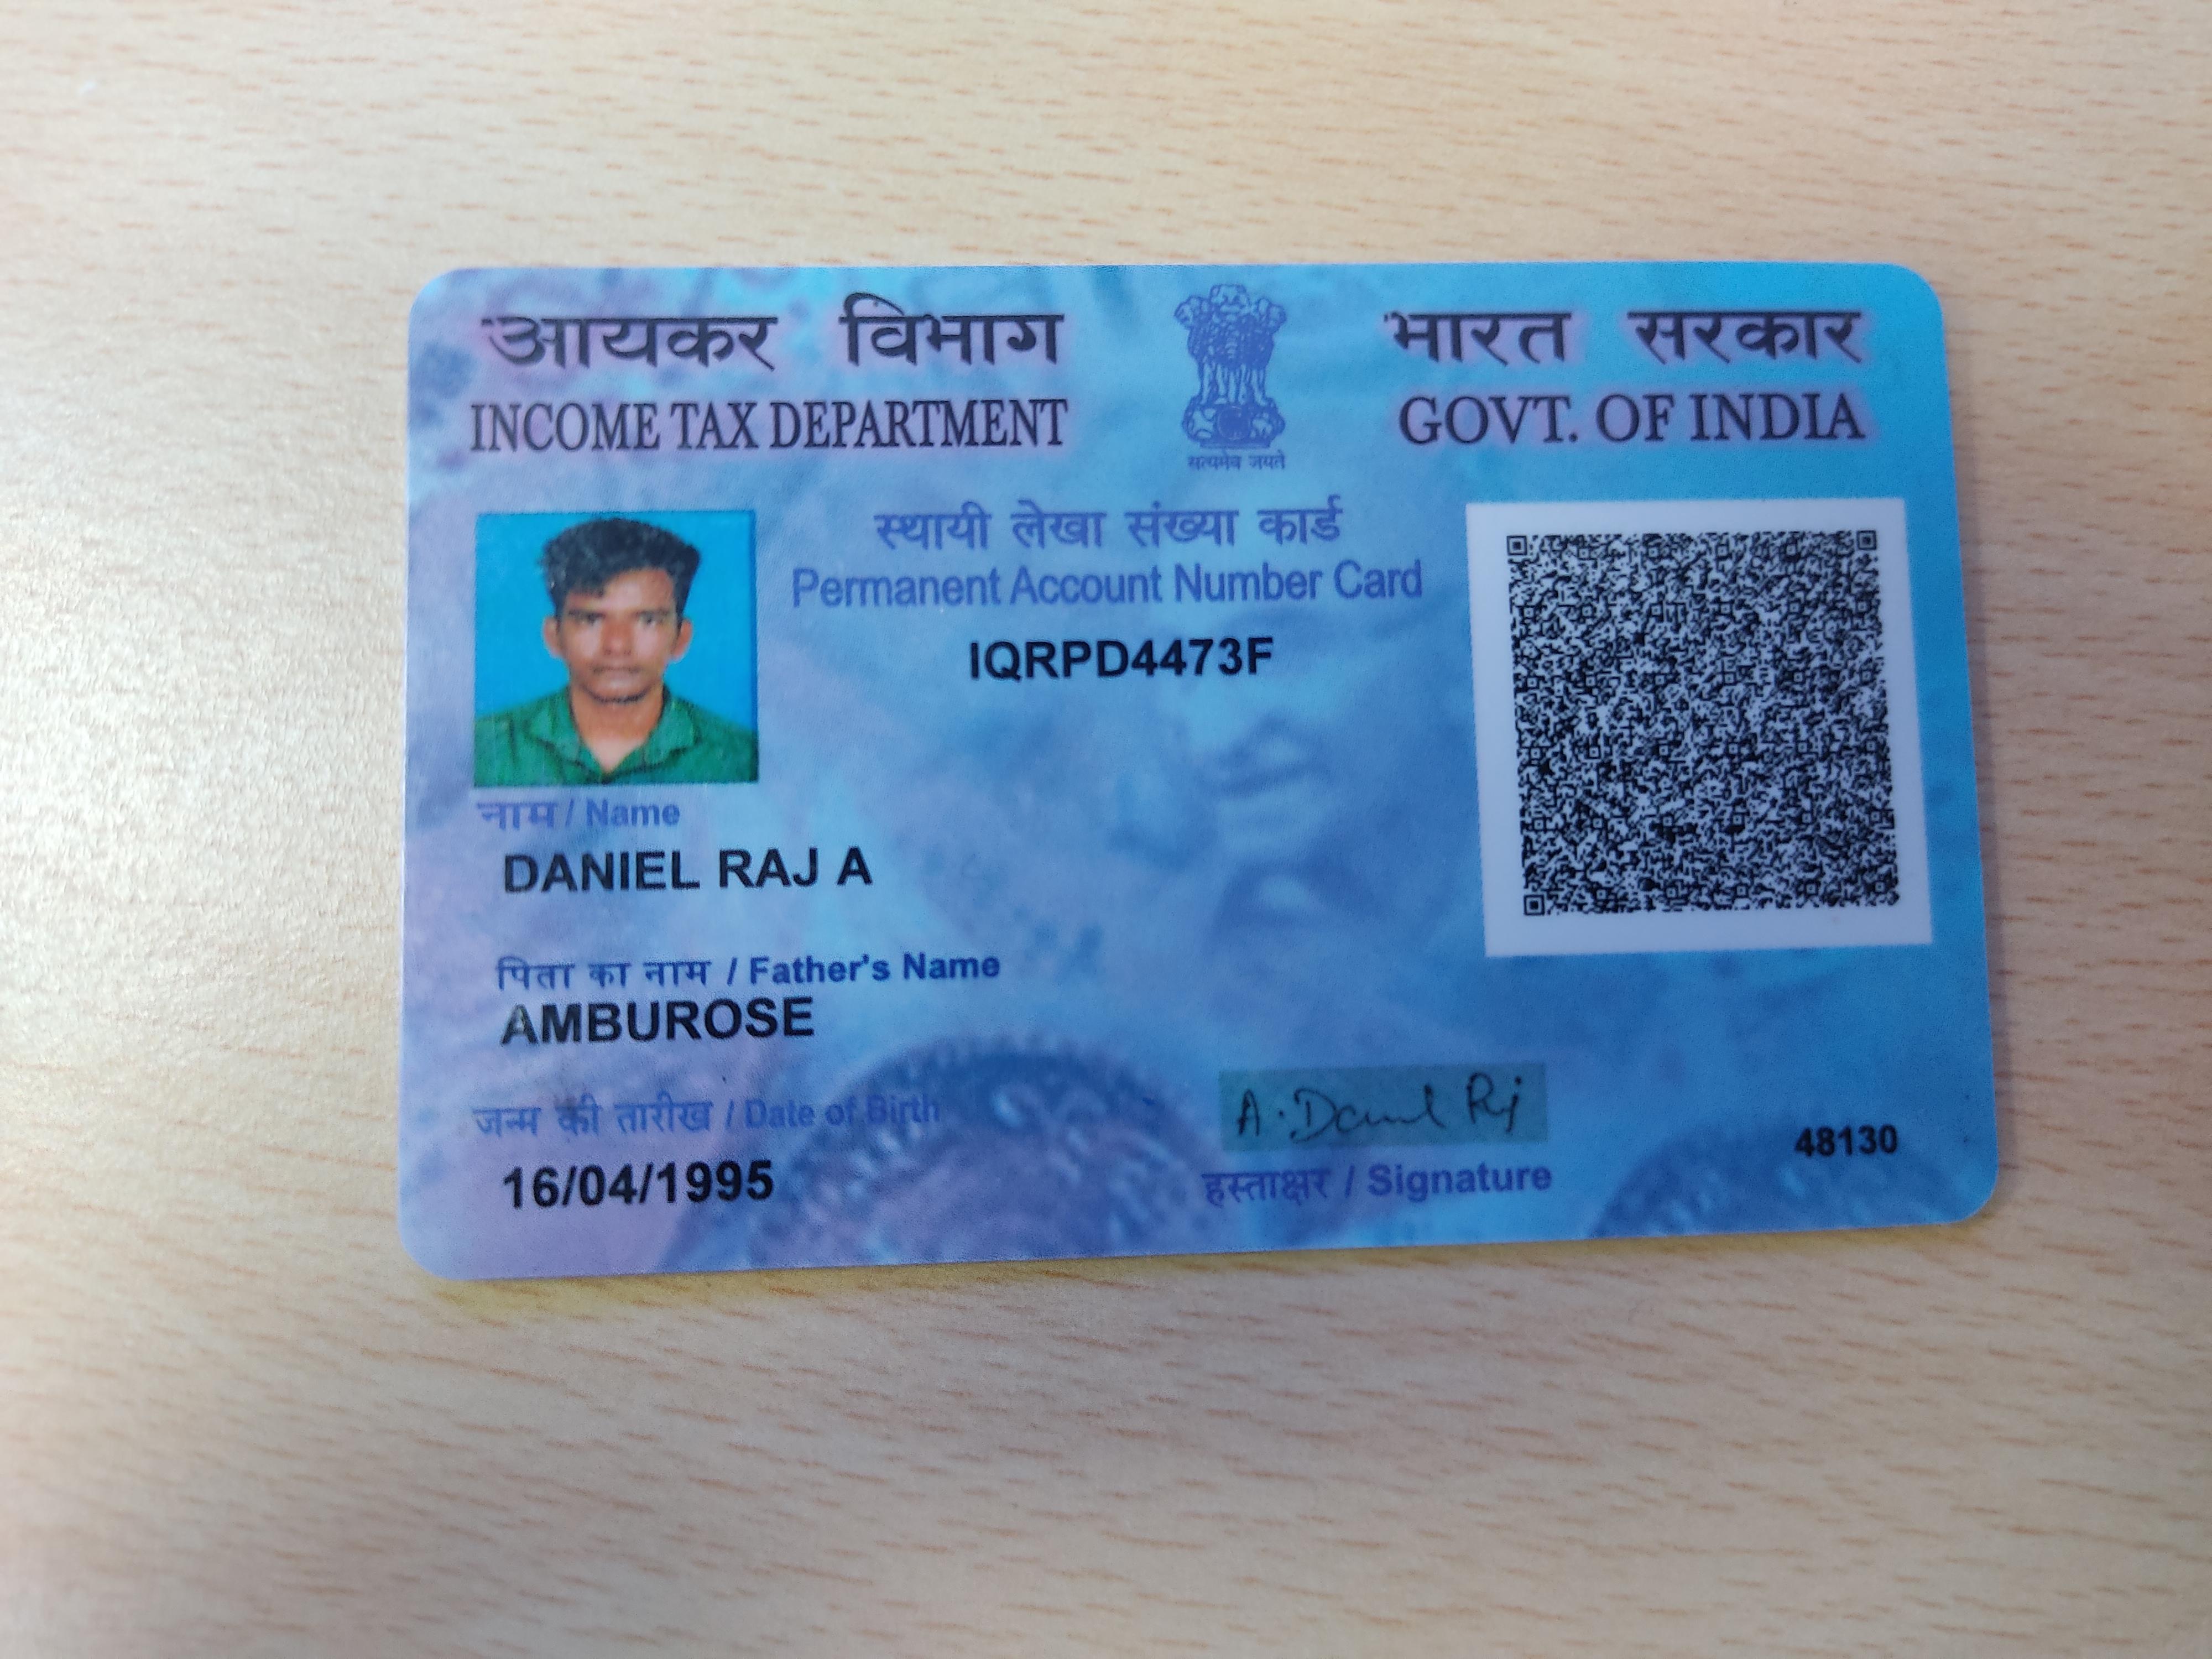 आयकर विभाग
INCOME TAX DEPARTMENT
सत्यमेव जयते
भारत सरकार
GOVT. OF INDIA
स्थायी लेखा संख्या कार्ड
Permanent Account Number Card
IQRPD4473F
नाम / Name
DANIEL RAJ A
पिता का नाम / Father's Name
AMBUROSE
जन्म की तारीख / Date of Birth
16/04/1995
A. Daniel Raj
हस्ताक्षर / Signature
48130